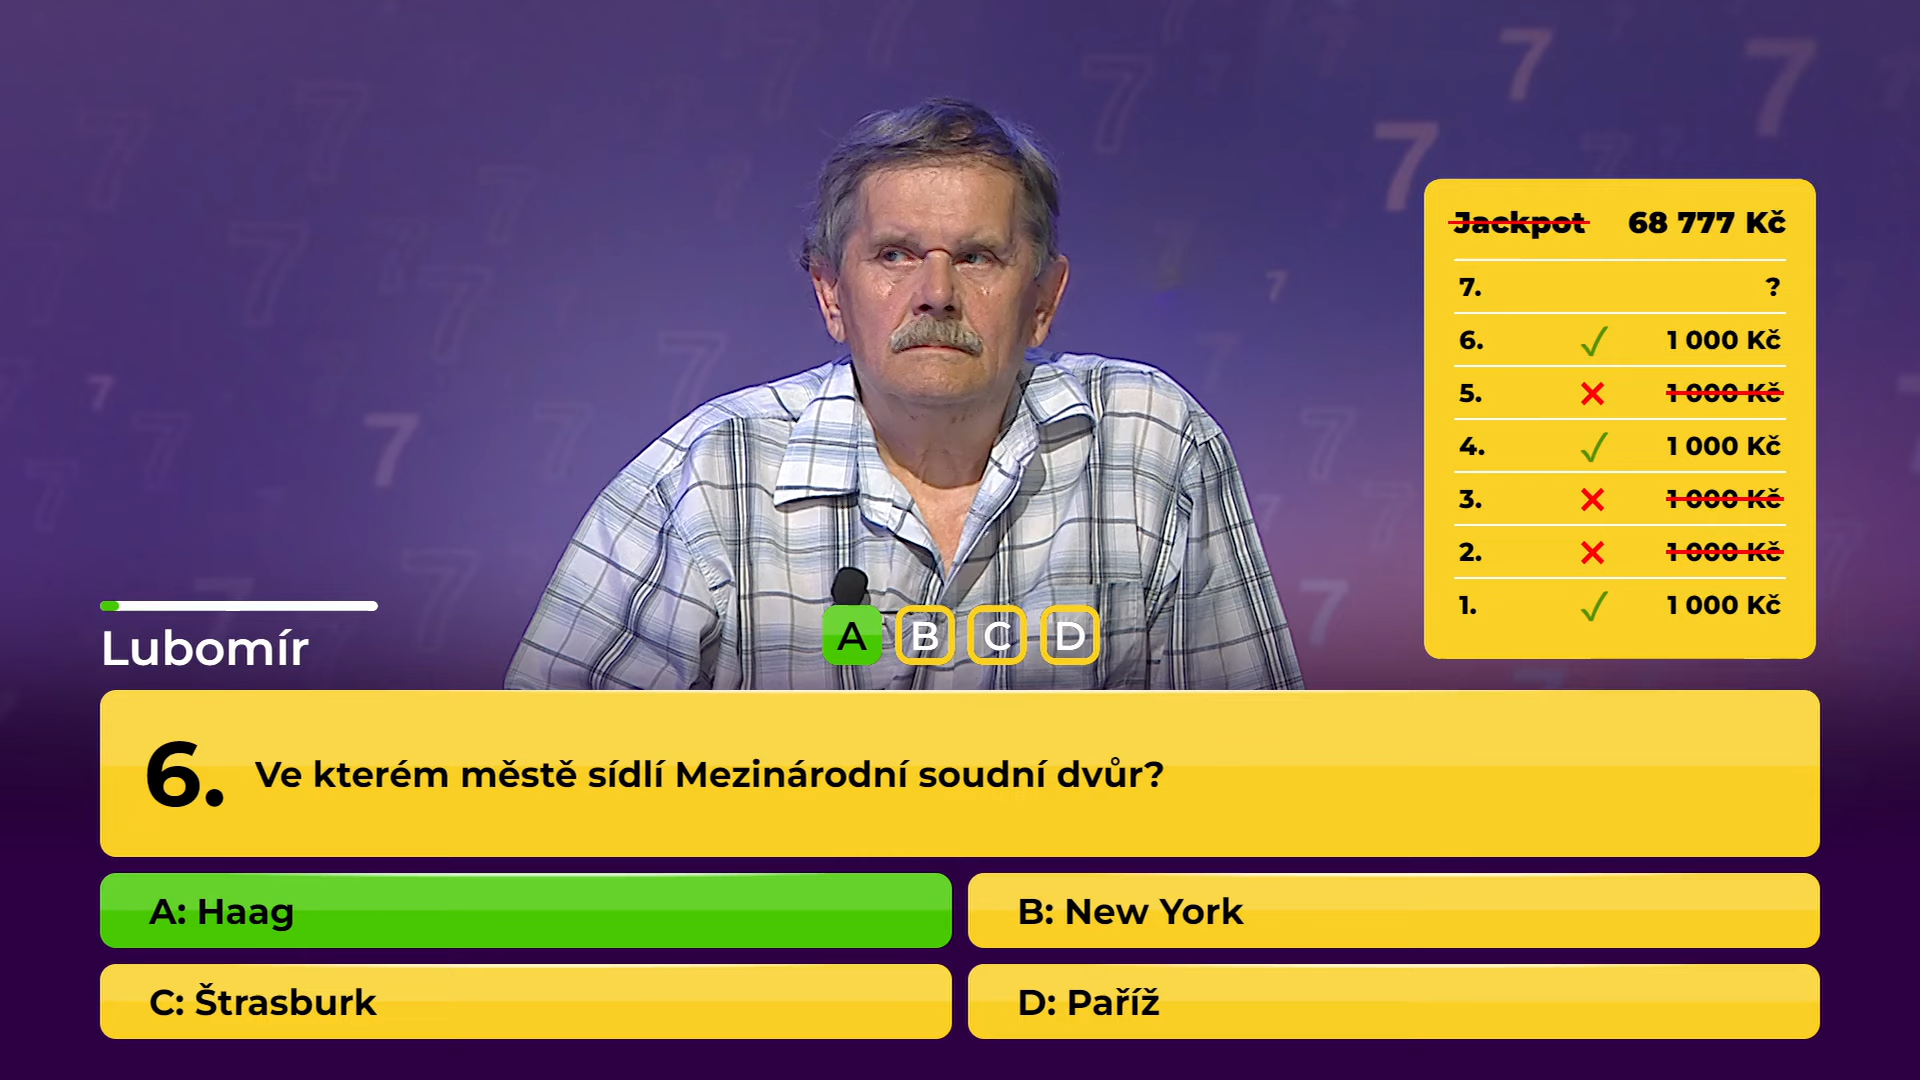 Jackpot 68 777 Kč
7. ?
6. ✓ 1 000 Kč
5. ✕ 1 000 Kč
4. ✓ 1 000 Kč
3. ✕ 1 000 Kč
2. ✕ 1 000 Kč
1. ✓ 1 000 Kč
Lubomír
A B C D
6. Ve kterém městě sídlí Mezinárodní soudní dvůr?
A: Haag
B: New York
C: Štrasburk
D: Paříž